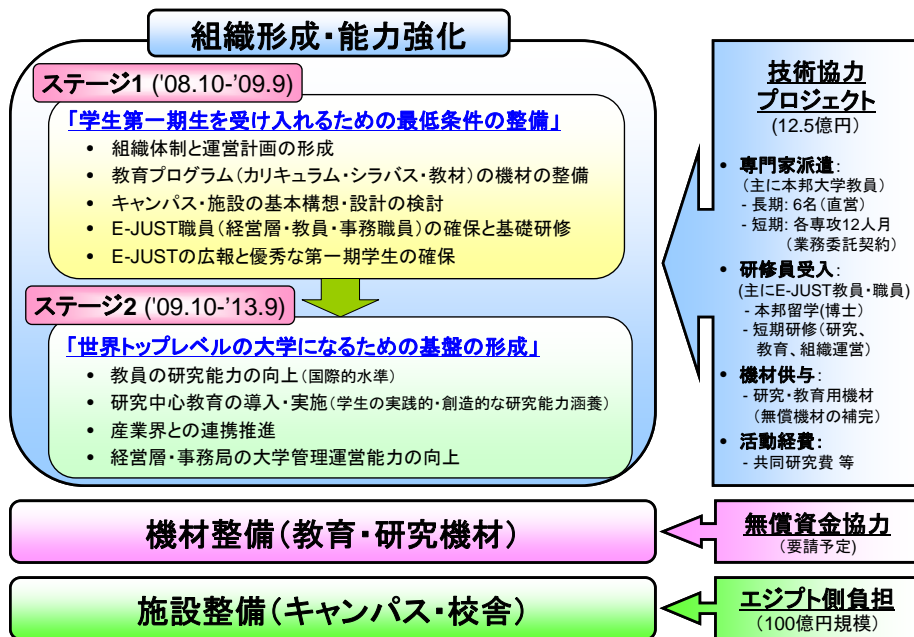 組織形成・能力強化
ステージ1 ('08.10-'09.9)
「学生第一期生を受け入れるための最低条件の整備」
• 組織体制と運営計画の形成
• 教育プログラム(カリキュラム・シラバス・教材)の機材の整備
• キャンパス・施設の基本構想・設計の検討
• E-JUST職員(経営層・教員・事務職員)の確保と基礎研修
• E-JUSTの広報と優秀な第一期学生の確保
ステージ2 ('09.10-'13.9)
「世界トップレベルの大学になるための基盤の形成」
• 教員の研究能力の向上(国際的水準)
• 研究中心教育の導入・実施(学生の実践的・創造的な研究能力涵養)
• 産業界との連携推進
• 経営層・事務局の大学管理運営能力の向上
技術協力
プロジェクト
(12.5億円)
• 専門家派遣:
(主に本邦大学教員)
- 長期: 6名(直営)
- 短期: 各専攻12人月
(業務委託契約)
• 研修員受入:
(主にE-JUST教員・職員)
- 本邦留学(博士)
- 短期研修(研究、
教育、組織運営)
• 機材供与:
- 研究・教育用機材
(無償機材の補完)
• 活動経費:
- 共同研究費 等
機材整備(教育・研究機材)
無償資金協力
(要請予定)
施設整備(キャンパス・校舎)
エジプト側負担
(100億円規模)